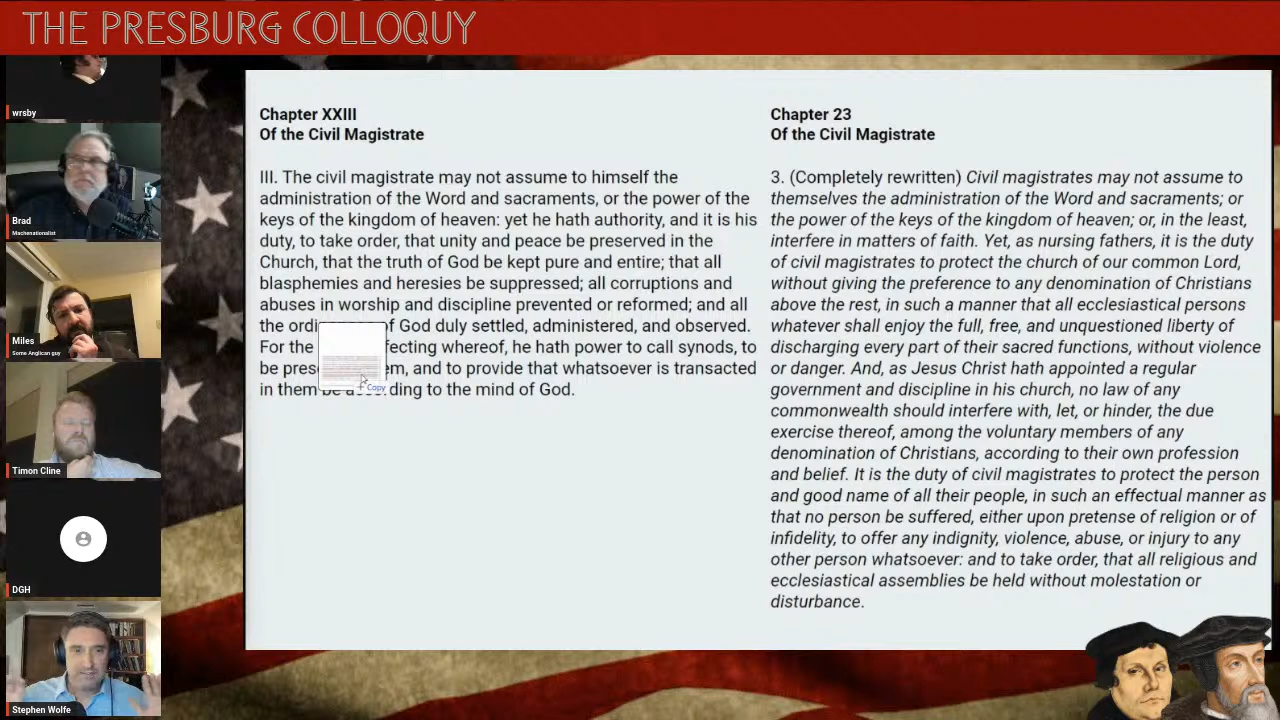 THE PRESBURG COLLOQUY
wrsby
Brad
Machenationalist
Miles
Some Anglican guy
Timon Cline
DGH
Stephen Wolfe
Chapter XXIII
Of the Civil Magistrate
III. The civil magistrate may not assume to himself the
administration of the Word and sacraments, or the power of the
keys of the kingdom of heaven: yet he hath authority, and it is his
duty, to take order, that unity and peace be preserved in the
Church, that the truth of God be kept pure and entire; that all
blasphemies and heresies be suppressed; all corruptions and
abuses in worship and discipline prevented or reformed; and all
the of God duly settled, administered, and observed.
For the whereof, he hath power to call synods, to
be and to provide that whatsoever is transacted
in them be according to the mind of God.
Copy
Chapter 23
Of the Civil Magistrate
3. (Completely rewritten) Civil magistrates may not assume to
themselves the administration of the Word and sacraments; or
the power of the keys of the kingdom of heaven; or, in the least,
interfere in matters of faith. Yet, as nursing fathers, it is the duty
of civil magistrates to protect the church of our common Lord,
without giving the preference to any denomination of Christians
above the rest, in such a manner that all ecclesiastical persons
whatever shall enjoy the full, free, and unquestioned liberty of
discharging every part of their sacred functions, without violence
or danger. And, as Jesus Christ hath appointed a regular
government and discipline in his church, no law of any
commonwealth should interfere with, let, or hinder, the due
exercise thereof, among the voluntary members of any
denomination of Christians, according to their own profession
and belief. It is the duty of civil magistrates to protect the person
and good name of all their people, in such an effectual manner as
that no person be suffered, either upon pretense of religion or of
infidelity, to offer any indignity, violence, abuse, or injury to any
other person whatsoever: and to take order, that all religious and
ecclesiastical assemblies be held without molestation or
disturbance.